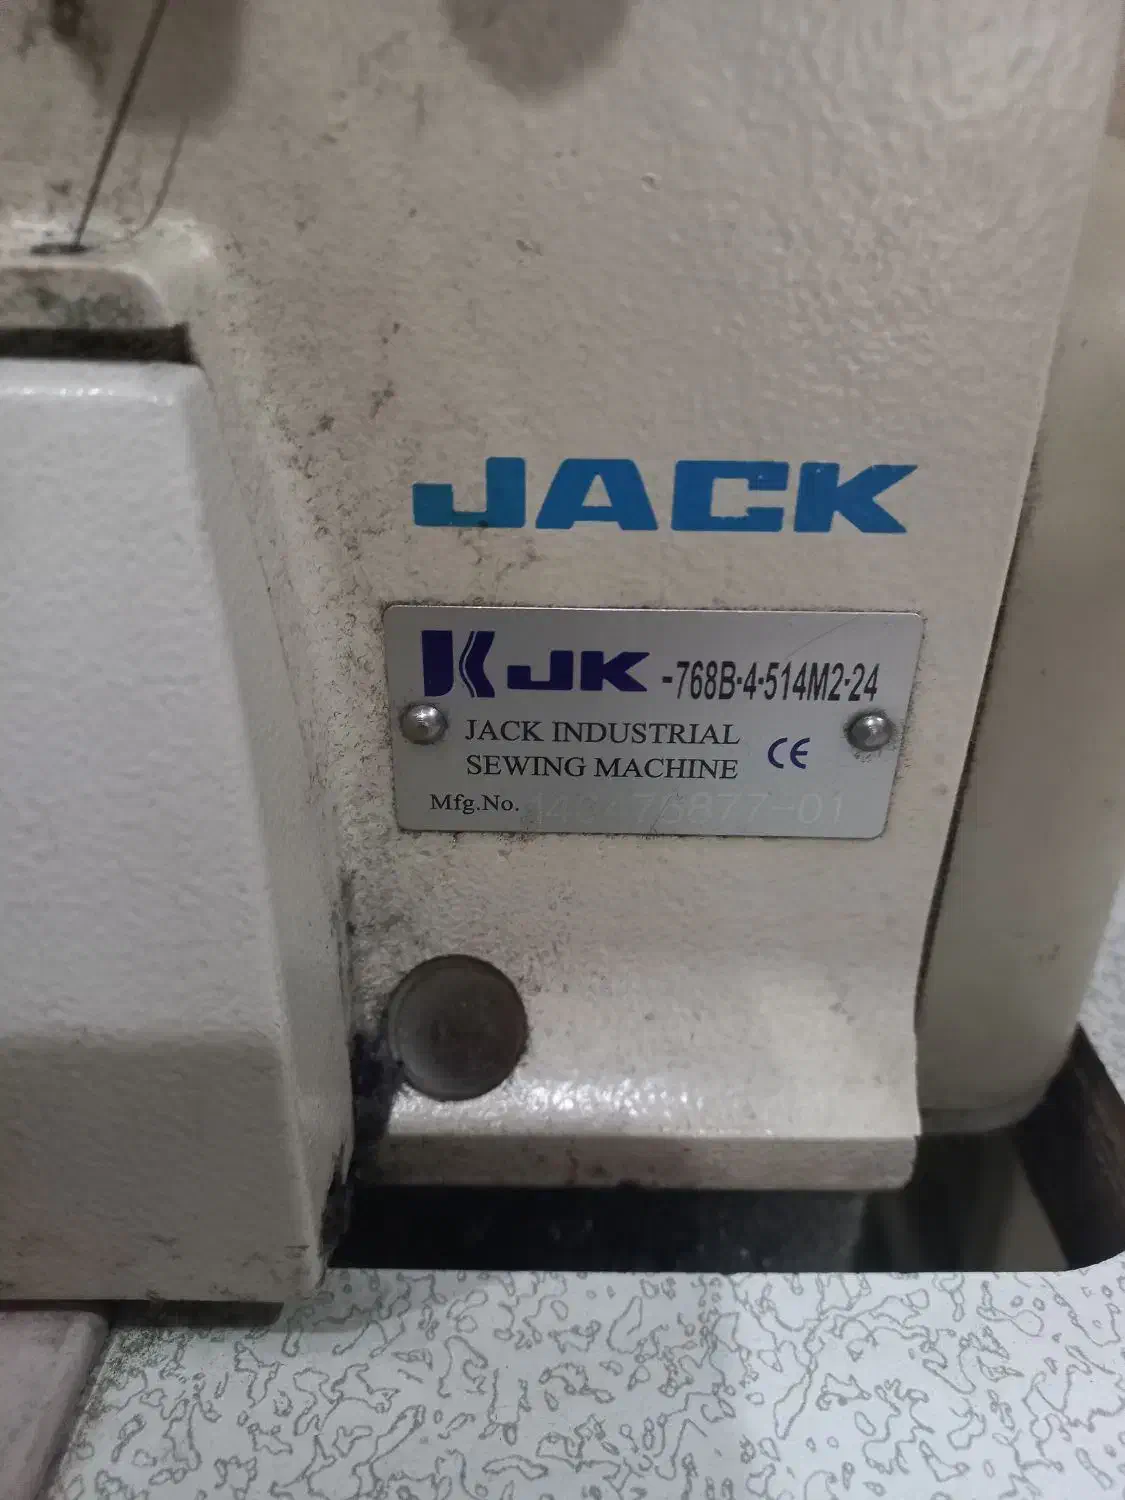 JACK
JK -768B-4-514M2-24
JACK INDUSTRIAL
SEWING MACHINE
CE
Mfg.No.